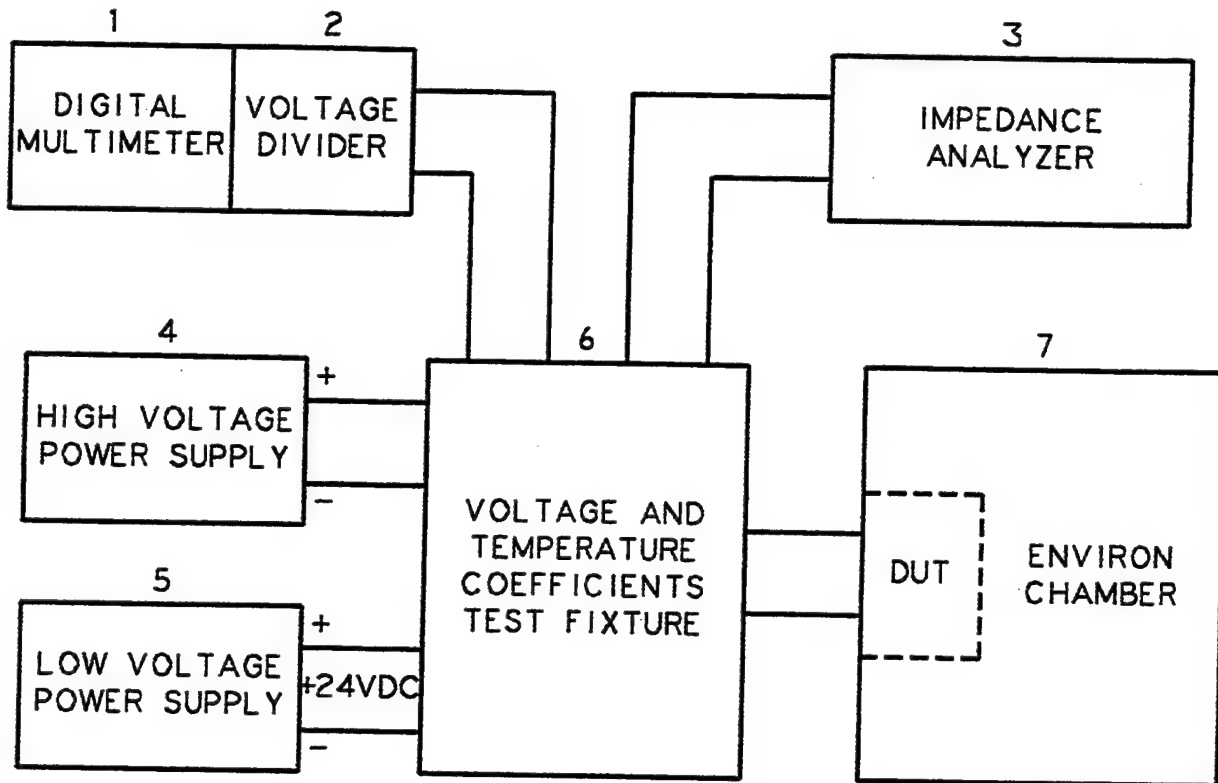 1
2
3
DIGITAL
MULTIMETER
VOLTAGE
DIVIDER
IMPEDANCE
ANALYZER
4
6
7
+
HIGH VOLTAGE
POWER SUPPLY
−
VOLTAGE AND
TEMPERATURE
COEFFICIENTS
TEST FIXTURE
DUT
ENVIRON
CHAMBER
5
+
LOW VOLTAGE
POWER SUPPLY
+24VDC
−